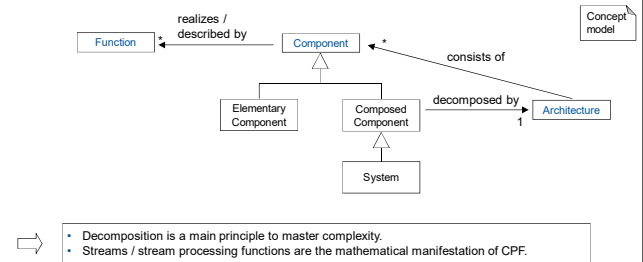 realizes /
described by
Concept
model
Function
*
Component
*
consists of
Elementary
Component
Composed
Component
decomposed by
1
Architecture
System
• Decomposition is a main principle to master complexity.
• Streams / stream processing functions are the mathematical manifestation of CPF.